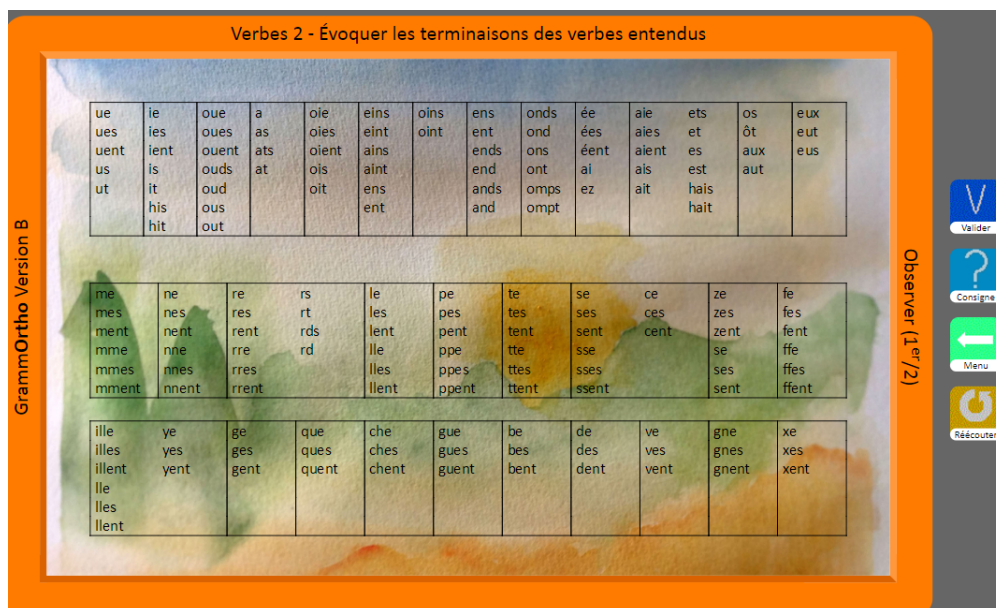 Verbes 2 - Évoquer les terminaisons des verbes entendus
GrammOrtho Version B
ue ie oue a oie eins oins ens onds ée aie ets os eux
ues ies oues as oies eint oint ent ond ées aies et ôt eut
uent ient ouent ats oient ains ends ons éent aient es aux eus
us is ouds at ois aint end ont ai ais est aut
ut it oud oit ens ands omps ez ait hais
his ous ent and ompt hait
hit out
me ne re rs le pe te se ce ze fe
mes nes res rt les pes tes ses ces zes fes
ment nent rent rds lent pent tent sent cent zent fent
mme nne rre rd lle ppe tte sse se ffe
mmes nnes rres lles ppes ttes sses ses ffes
mment nnent rrent llent ppent ttent ssent sent ffent
ille ye ge que che gue be de ve gne xe
illes yes ges ques ches gues bes des ves gnes xes
illent yent gent quent chent guent bent dent vent gnent xent
lle
lles
llent
Observer (1er/2)
V
Valider
?
Consigne
Menu
Réécouter